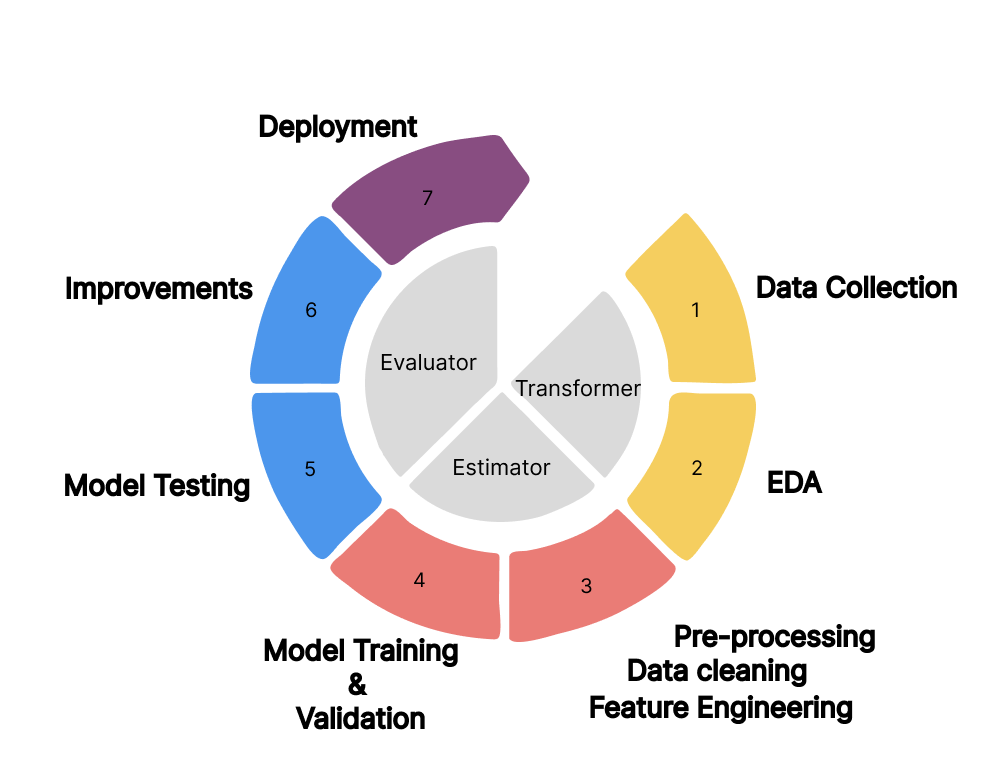 Deployment
7
Improvements
6
1
Data Collection
Evaluator
Transformer
Estimator
Model Testing
5
2
EDA
4
3
Model Training
&
Validation
Pre-processing
Data cleaning
Feature Engineering